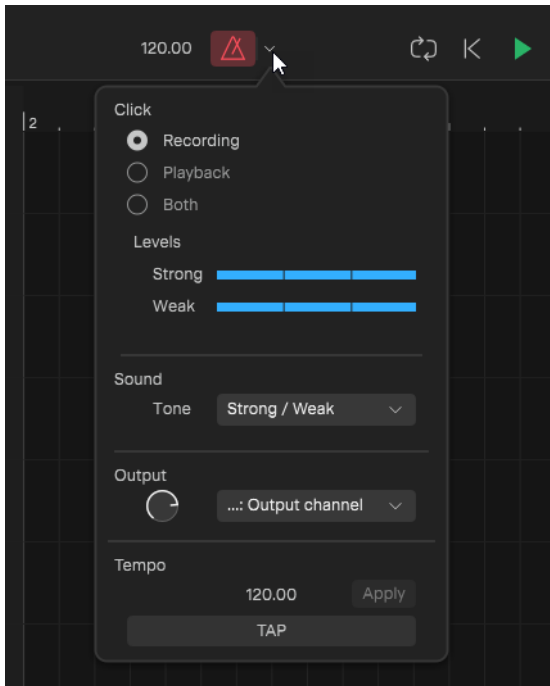 120.00
2
Click
Recording
Playback
Both
Levels
Strong
Weak
Sound
Tone Strong / Weak
Output
...: Output channel
Tempo
120.00 Apply
TAP